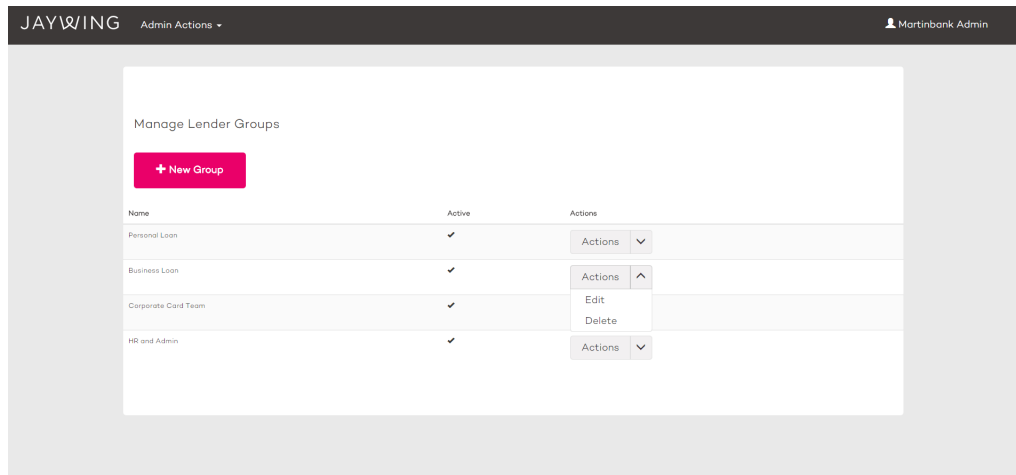 JAYWING Admin Actions Martinbank Admin
Manage Lender Groups
New Group
Name Active Actions
Personal Loan Actions
Business Loan Actions
Edit
Corporate Card Team
Delete
HR and Admin Actions